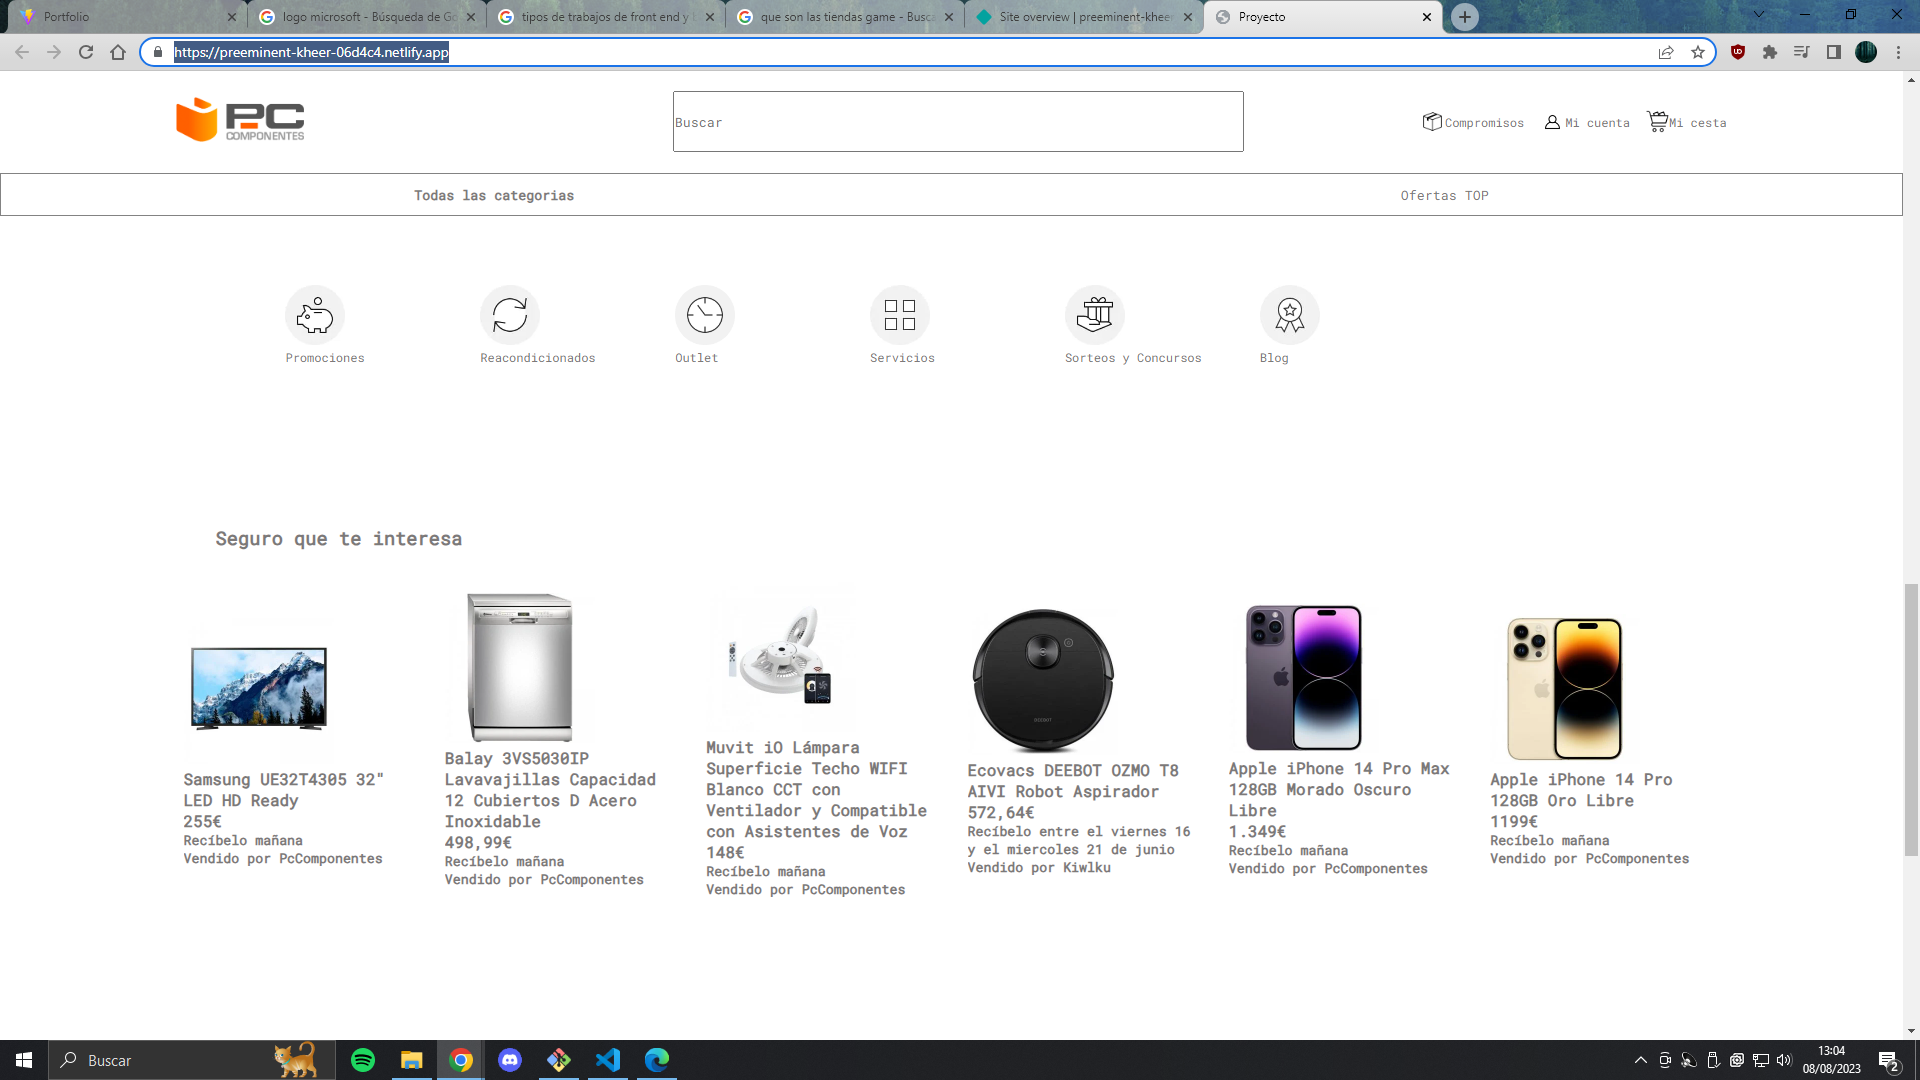 Portfolio
logo microsoft - Búsqueda de Go
tipos de trabajos de front end y b
que son las tiendas game - Busca
Site overview | preeminent-kheer
Proyecto
https://preeminent-kheer-06d4c4.netlify.app
PC
COMPONENTES
Buscar
Compromisos
Mi cuenta
Mi cesta
Todas las categorias
Ofertas TOP
Promociones
Reacondicionados
Outlet
Servicios
Sorteos y Concursos
Blog
Seguro que te interesa
Samsung UE32T4305 32"
LED HD Ready
255€
Recíbelo mañana
Vendido por PcComponentes
Balay 3VS5030IP
Lavavajillas Capacidad
12 Cubiertos D Acero
Inoxidable
498,99€
Recíbelo mañana
Vendido por PcComponentes
Muvit iO Lámpara
Superficie Techo WIFI
Blanco CCT con
Ventilador y Compatible
con Asistentes de Voz
148€
Recíbelo mañana
Vendido por PcComponentes
Ecovacs DEEBOT OZMO T8
AIVI Robot Aspirador
572,64€
Recíbelo entre el viernes 16
y el miercoles 21 de junio
Vendido por Kiwlku
Apple iPhone 14 Pro Max
128GB Morado Oscuro
Libre
1.349€
Recíbelo mañana
Vendido por PcComponentes
Apple iPhone 14 Pro
128GB Oro Libre
1199€
Recíbelo mañana
Vendido por PcComponentes
Buscar
13:04
08/08/2023
2